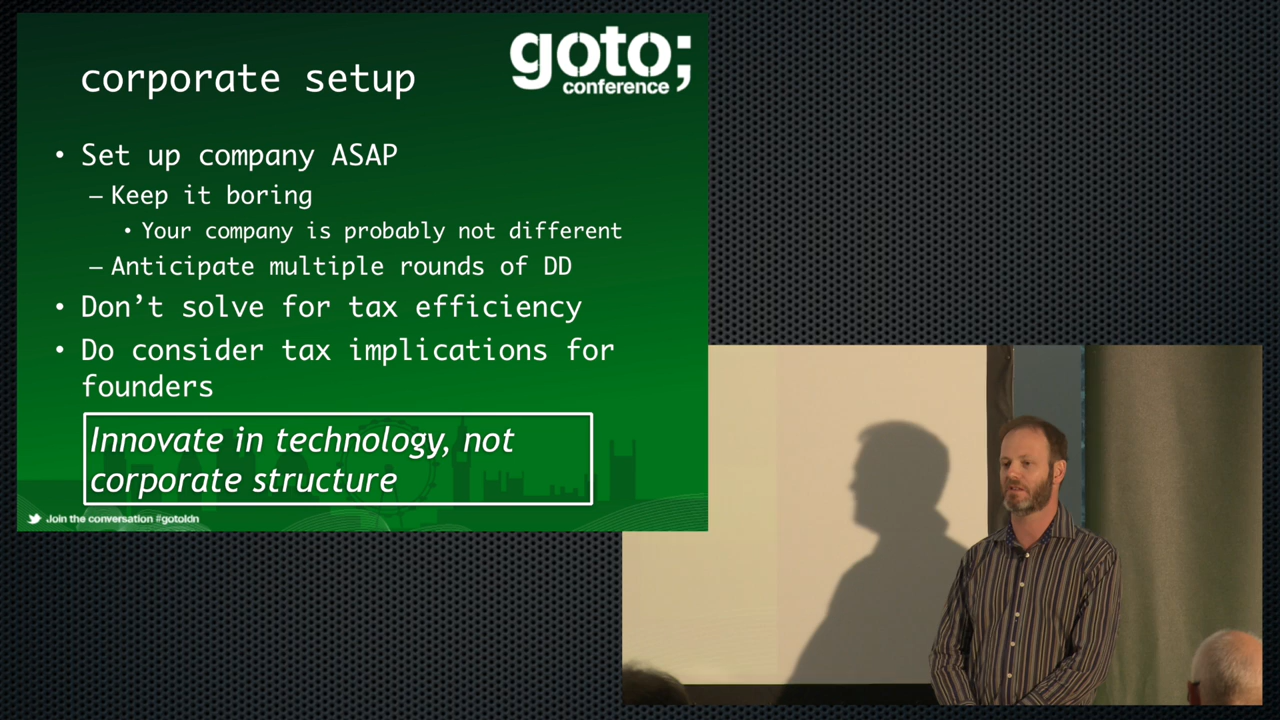 goto;
conference
corporate setup
• Set up company ASAP
– Keep it boring
• Your company is probably not different
– Anticipate multiple rounds of DD
• Don’t solve for tax efficiency
• Do consider tax implications for
founders
Innovate in technology, not
corporate structure
Join the conversation #gotoldn